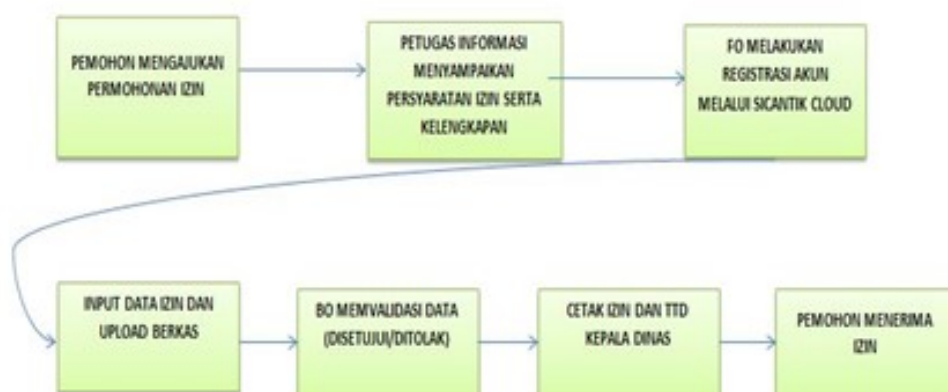 PEMOHON MENGAJUKAN
PERMOHONAN IZIN
PETUGAS INFORMASI
MENYAMPAIKAN
PERSYARATAN IZIN SERTA
KELENGKAPAN
FO MELAKUKAN
REGISTRASI AKUN
MELALUI SICANTIK CLOUD
INPUT DATA IZIN DAN
UPLOAD BERKAS
BO MEMVALIDASI DATA
(DISETUJUI/DITOLAK)
CETAK IZIN DAN TTD
KEPALA DINAS
PEMOHON MENERIMA
IZIN